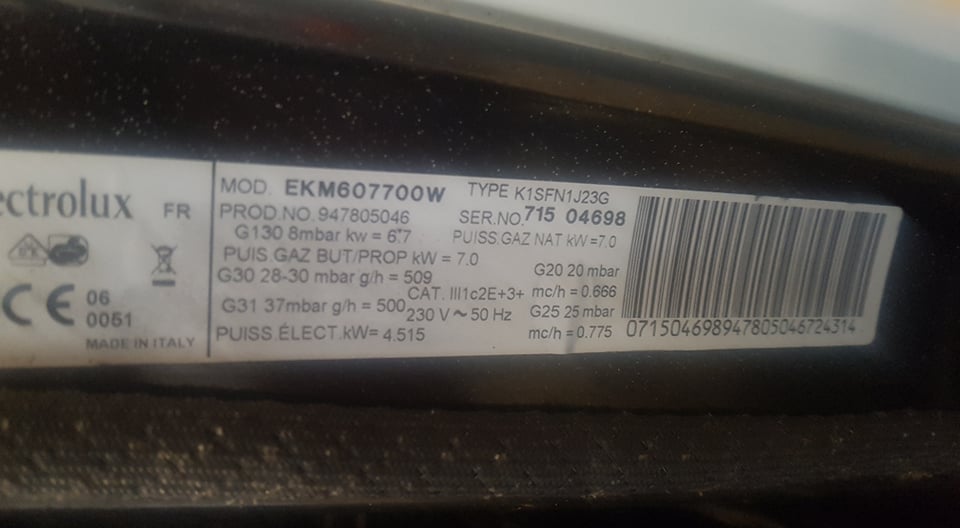 ectrolux FR
CE 06
0051
MADE IN ITALY
MOD. EKM607700W TYPE K1SFN1J23G
PROD.NO.947805046 SER.NO.715 04698
G130 8mbar kw = 6.7 PUISS.GAZ NAT kW =7.0
PUIS GAZ BUT/PROP kW = 7.0
G30 28-30 mbar g/h = 509 G20 20 mbar
CAT. III1c2E+3+ mc/h = 0.666
G31 37mbar g/h = 500 230 V ~ 50 Hz G25 25 mbar
PUISS.ÉLECT.kW= 4.515 mc/h = 0.775
07150469894780504672431​4